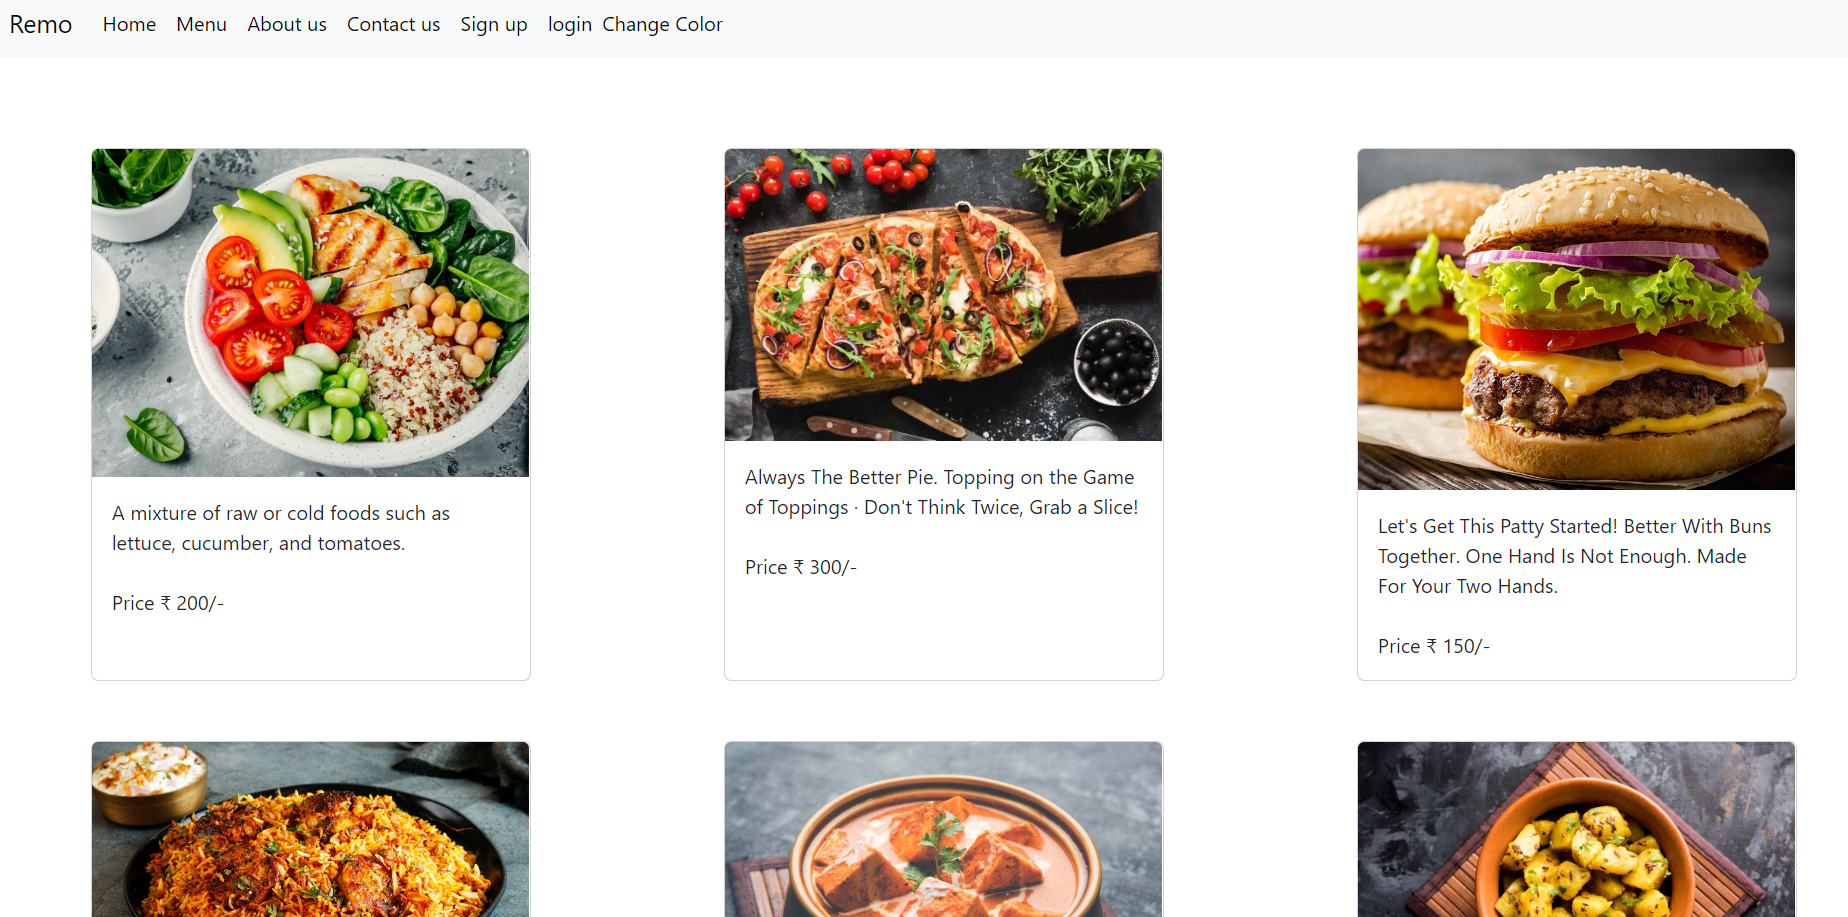 Remo Home Menu About us Contact us Sign up login Change Color
A mixture of raw or cold foods such as
lettuce, cucumber, and tomatoes.
Price ₹ 200/-
Always The Better Pie. Topping on the Game
of Toppings · Don't Think Twice, Grab a Slice!
Price ₹ 300/-
Let's Get This Patty Started! Better With Buns
Together. One Hand Is Not Enough. Made
For Your Two Hands.
Price ₹ 150/-